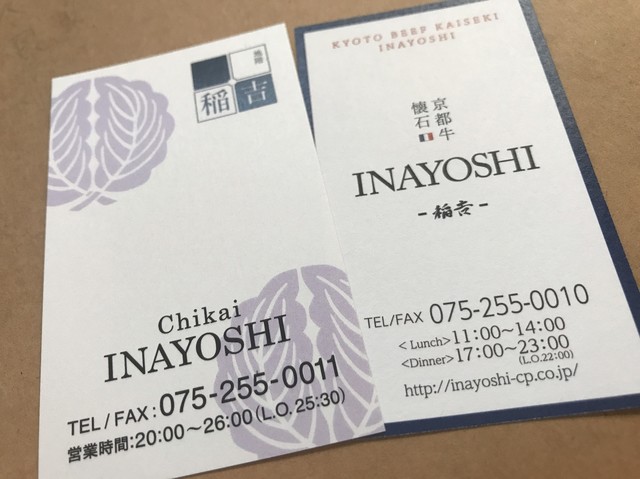 地階
稲吉
Chikai
INAYOSHI
TEL / FAX : 075-255-0011
営業時間:20:00〜26:00(L.O. 25:30)
KYOTO BEEF KAISEKI
INAYOSHI
京都牛
懐石
INAYOSHI
- 稲吉 -
TEL/FAX 075-255-0010
<Lunch>11:00〜14:00
<Dinner>17:00〜23:00
(L.O.22:00)
http://inayoshi-cp.co.jp/